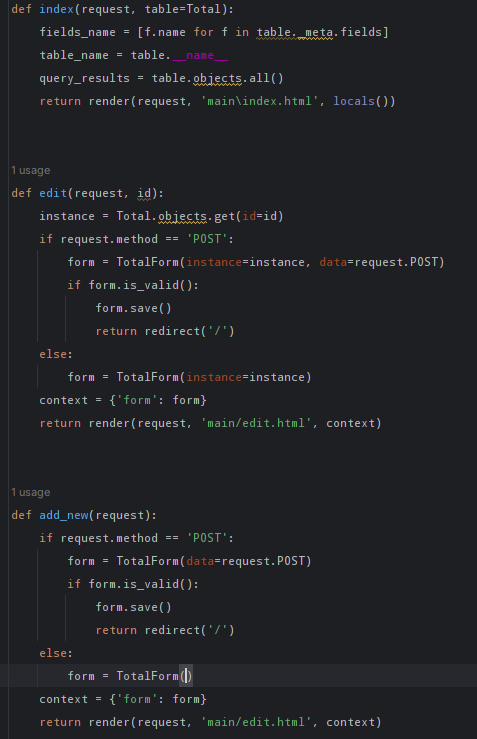 def index(request, table=Total):
    fields_name = [f.name for f in table._meta.fields]
    table_name = table.__name__
    query_results = table.objects.all()
    return render(request, 'main\index.html', locals())
1 usage
def edit(request, id):
    instance = Total.objects.get(id=id)
    if request.method == 'POST':
        form = TotalForm(instance=instance, data=request.POST)
        if form.is_valid():
            form.save()
            return redirect('/')
    else:
        form = TotalForm(instance=instance)
    context = {'form': form}
    return render(request, 'main/edit.html', context)
1 usage
def add_new(request):
    if request.method == 'POST':
        form = TotalForm(data=request.POST)
        if form.is_valid():
            form.save()
            return redirect('/')
    else:
        form = TotalForm()
    context = {'form': form}
    return render(request, 'main/edit.html', context)